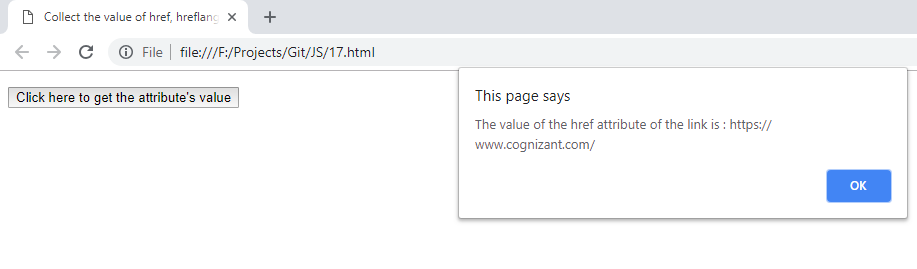 Collect the value of href, hreflang
File
file:///F:/Projects/Git/JS/17.html
Click here to get the attribute's value
This page says
The value of the href attribute of the link is : https://
www.cognizant.com/
OK